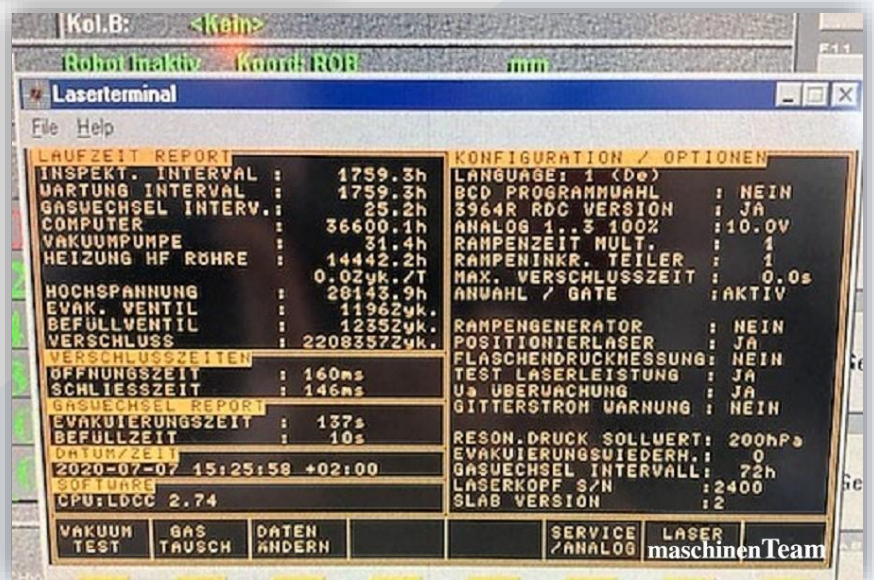 Kol.B: <Kein>
Robot Inaktiv Koord: ROB mm
F11
Laserterminal
File Help
LAUFZEIT REPORT
INSPEKT. INTERVAL : 1759.3h
WARTUNG INTERVAL : 1759.3h
GASWECHSEL INTERV.: 25.2h
COMPUTER : 36600.1h
VAKUUMPUMPE : 31.4h
HEIZUNG HF RÖHRE : 14442.2h
0.0Zyk./T
HOCHSPANNUNG : 28143.9h
EVAK. VENTIL : 1196Zyk.
BEFÜLLVENTIL : 1235Zyk.
VERSCHLUSS : 2208357Zyk.
VERSCHLUSSZEITEN
ÖFFNUNGSZEIT : 160ms
SCHLIESSZEIT : 146ms
GASWECHSEL REPORT
EVAKUIERUNGSZEIT : 137s
BEFÜLLZEIT : 10s
DATUM/ZEIT
2020-07-07 15:25:58 +02:00
SOFTWARE
CPU:LDCC 2.74
KONFIGURATION / OPTIONEN
LANGUAGE: 1 (De)
BCD PROGRAMMWAHL : NEIN
3964R RDC VERSION : JA
ANALOG 1..3 100% :10.0V
RAMPENZEIT MULT. : 1
RAMPENINKR. TEILER : 1
MAX. VERSCHLUSSZEIT : 0.0s
ANWAHL / GATE :AKTIV
RAMPENGENERATOR : NEIN
POSITIONIERLASER : JA
FLASCHENDRUCKMESSUNG: NEIN
TEST LASERLEISTUNG : JA
Ua ÜBERWACHUNG : JA
GITTERSTROM WARNUNG : NEIN
RESON.DRUCK SOLLWERT: 200hPa
EVAKUIERUNGSWIEDERH.: 0
GASWECHSEL INTERVALL: 72h
LASERKOPF S/N :2400
SLAB VERSION :2
VAKUUM TEST
GAS TAUSCH
DATEN ÄNDERN
SERVICE /ANALOG
LASER
maschinenTeam